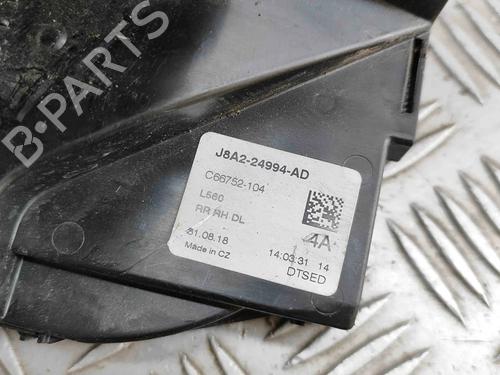 B-PARTS
J8A2-24994-AD
C66752-104
L560
RR RH DL
4A
31.08.18
14:03:31 14
Made in CZ
DTSED